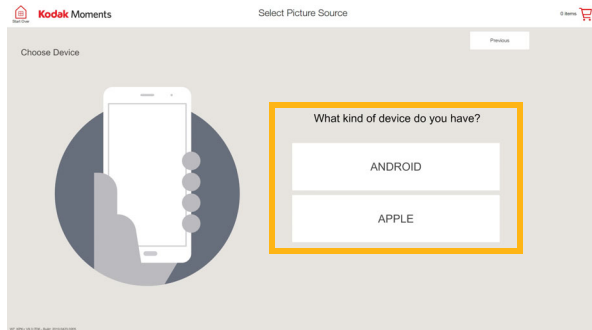 Kodak Moments
Select Picture Source
0 items
Start Over
Previous
Choose Device
What kind of device do you have?
ANDROID
APPLE